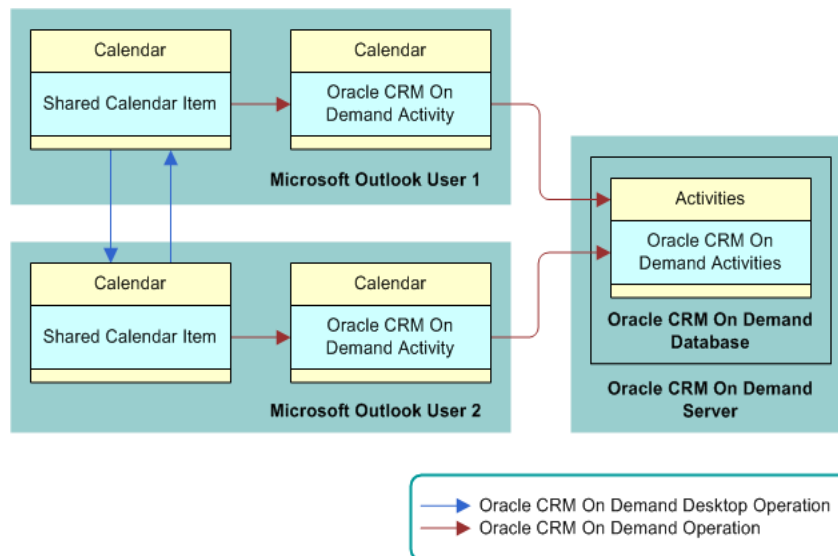 Calendar
Shared Calendar Item
Calendar
Oracle CRM On
Demand Activity
Microsoft Outlook User 1
Calendar
Shared Calendar Item
Calendar
Oracle CRM On
Demand Activity
Microsoft Outlook User 2
Activities
Oracle CRM On
Demand Activities
Oracle CRM On Demand
Database
Oracle CRM On Demand
Server
Oracle CRM On Demand Desktop Operation
Oracle CRM On Demand Operation